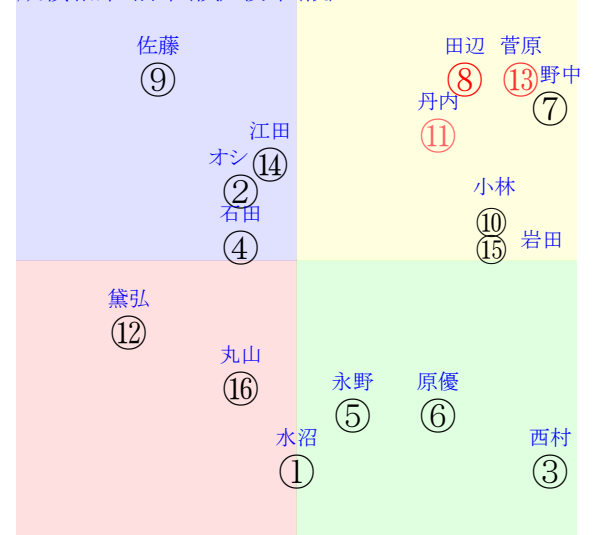 佐藤 田辺 菅原
⑨ ⑧ ⑬ 野中
丹内 ⑦
江田 ⑪
オシ ⑭
② 小林
石田 ⑩
④ ⑮ 岩田
黛弘
⑫
丸山 永野 原優
⑯ ⑤ ⑥
水沼 西村
① ③